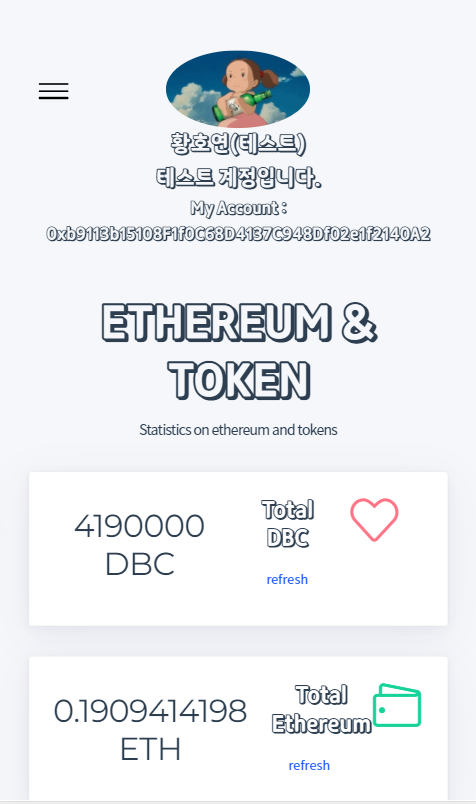 황호연(테스트)
테스트 계정입니다.
My Account :
0xb9113b15108F1f0C68D4137C948Df02e1f2140A2
ETHEREUM &
TOKEN
Statistics on ethereum and tokens
4190000
DBC
Total
DBC
refresh
0.1909414198
ETH
Total
Ethereum
refresh